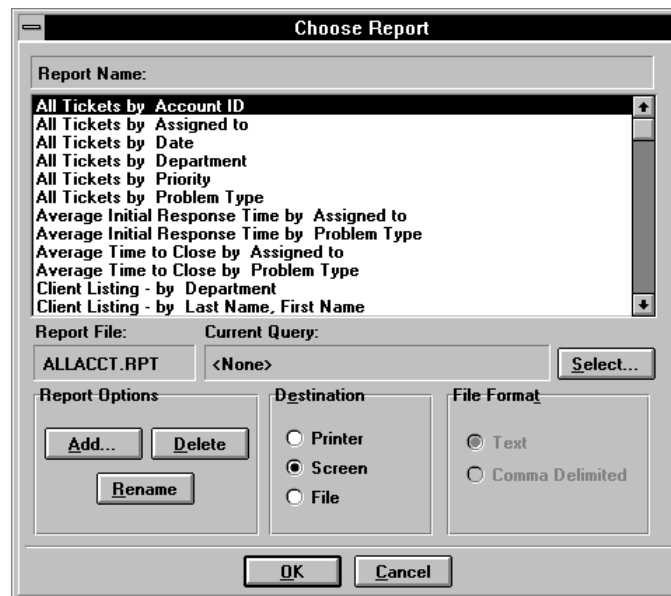 Choose Report
Report Name:
All Tickets by  Account ID
All Tickets by  Assigned to
All Tickets by  Date
All Tickets by  Department
All Tickets by  Priority
All Tickets by  Problem Type
Average Initial Response Time by  Assigned to
Average Initial Response Time by  Problem Type
Average Time to Close by  Assigned to
Average Time to Close by  Problem Type
Client Listing - by  Department
Client Listing - by  Last Name, First Name
Report File: Current Query:
ALLACCT.RPT <None> Select...
Report Options Destination File Format
Add... Delete Printer Text
Screen Comma Delimited
Rename File
OK Cancel